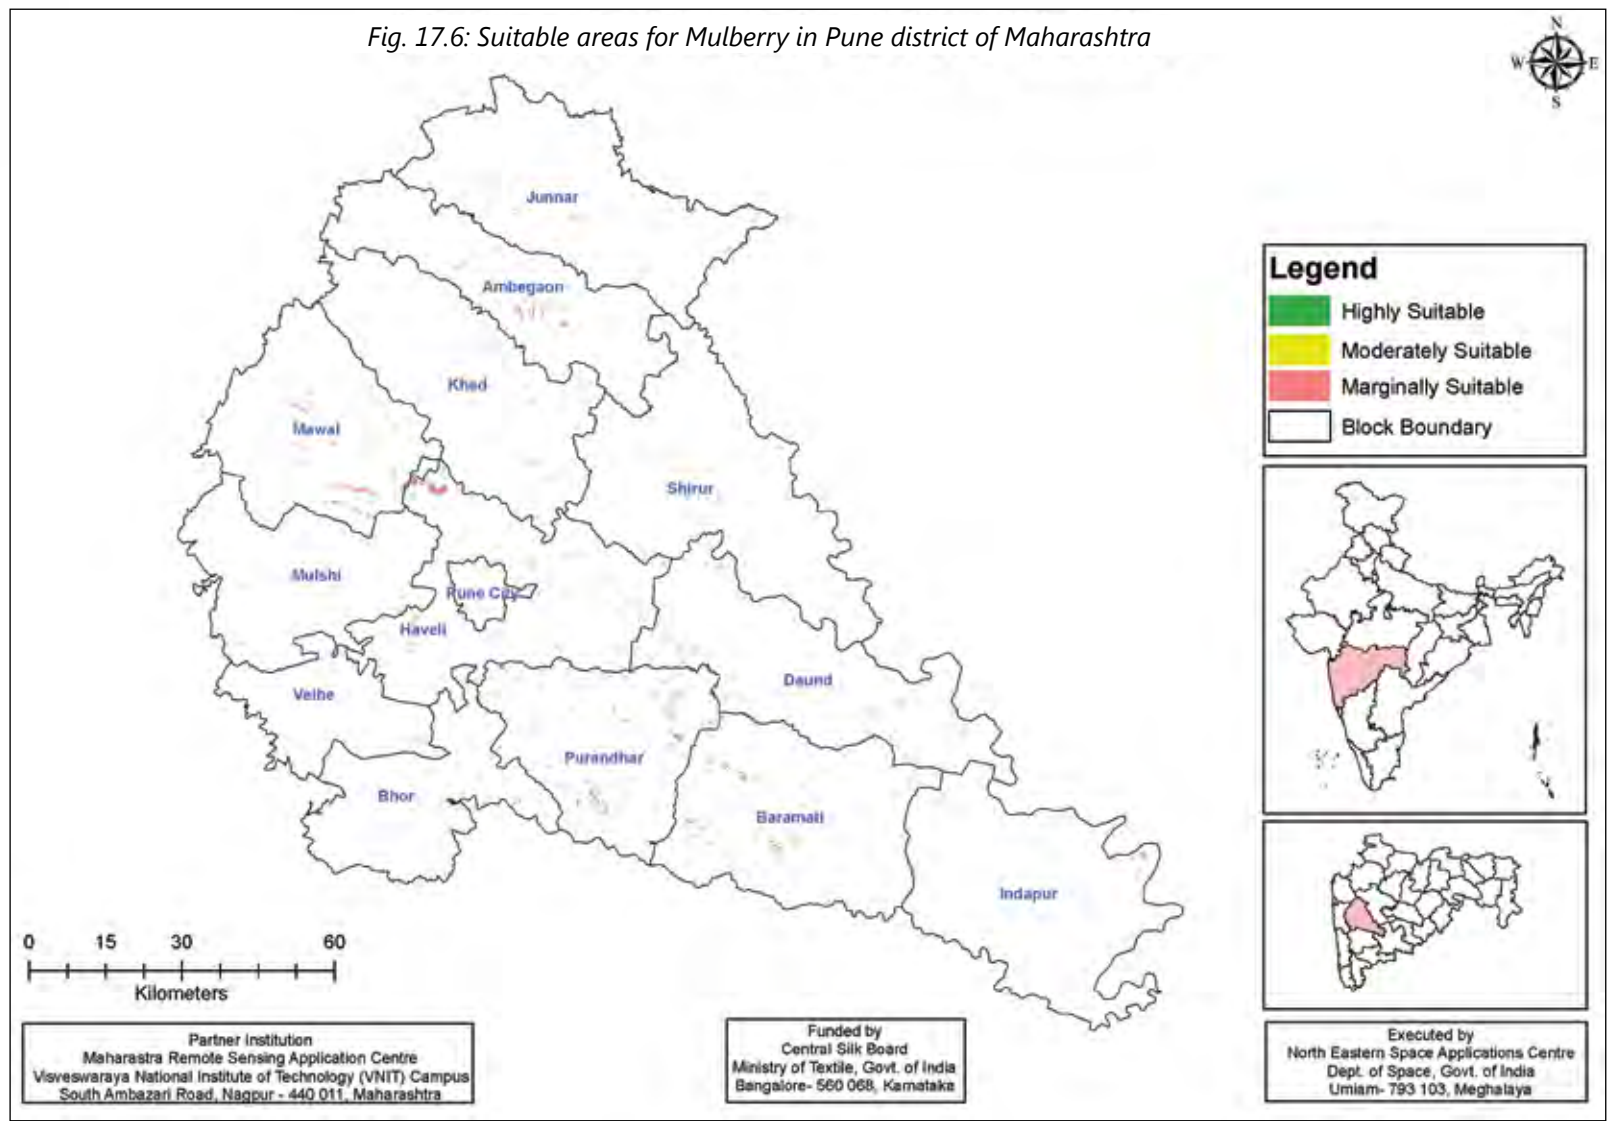 Fig. 17.6: Suitable areas for Mulberry in Pune district of Maharashtra
N
W
E
S
Junnar
Ambegaon
Khed
Mawal
Shirur
Mulshi
Pune City
Haveli
Velhe
Daund
Purandhar
Bhor
Baramati
Indapur
Legend
Highly Suitable
Moderately Suitable
Marginally Suitable
Block Boundary
0 15 30 60
Kilometers
Partner Institution
Maharastra Remote Sensing Application Centre
Visveswaraya National Institute of Technology (VNIT) Campus
South Ambazari Road, Nagpur - 440 011, Maharashtra
Funded by
Central Silk Board
Ministry of Textile, Govt. of India
Bangalore- 560 068, Karnataka
Executed by
North Eastern Space Applications Centre
Dept. of Space, Govt. of India
Umiam- 793 103, Meghalaya